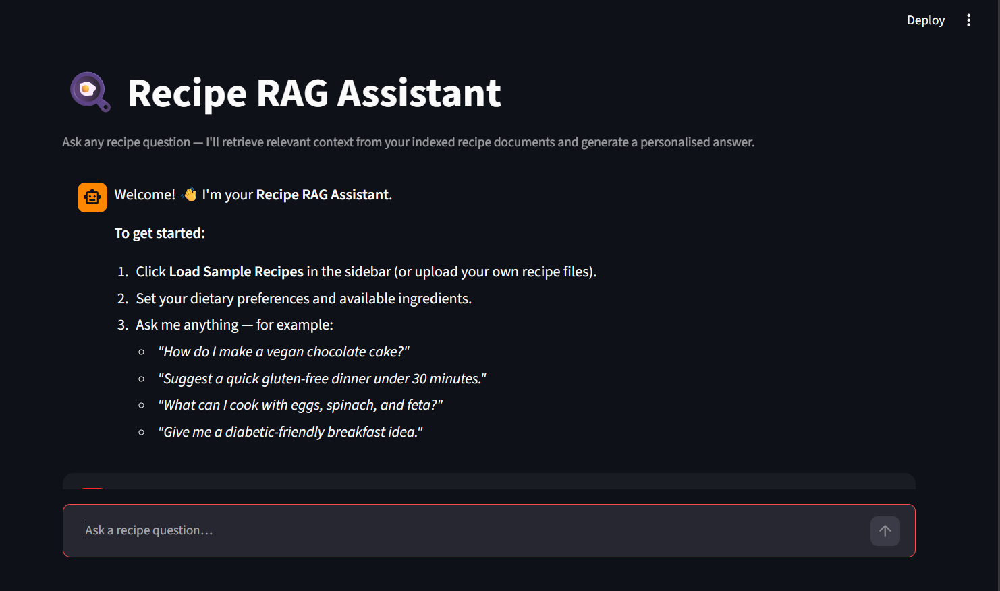 Deploy
Recipe RAG Assistant
Ask any recipe question — I'll retrieve relevant context from your indexed recipe documents and generate a personalised answer.
Welcome! 👋 I'm your Recipe RAG Assistant.
To get started:
1. Click Load Sample Recipes in the sidebar (or upload your own recipe files).
2. Set your dietary preferences and available ingredients.
3. Ask me anything — for example:
○ "How do I make a vegan chocolate cake?"
○ "Suggest a quick gluten-free dinner under 30 minutes."
○ "What can I cook with eggs, spinach, and feta?"
○ "Give me a diabetic-friendly breakfast idea."
Ask a recipe question…